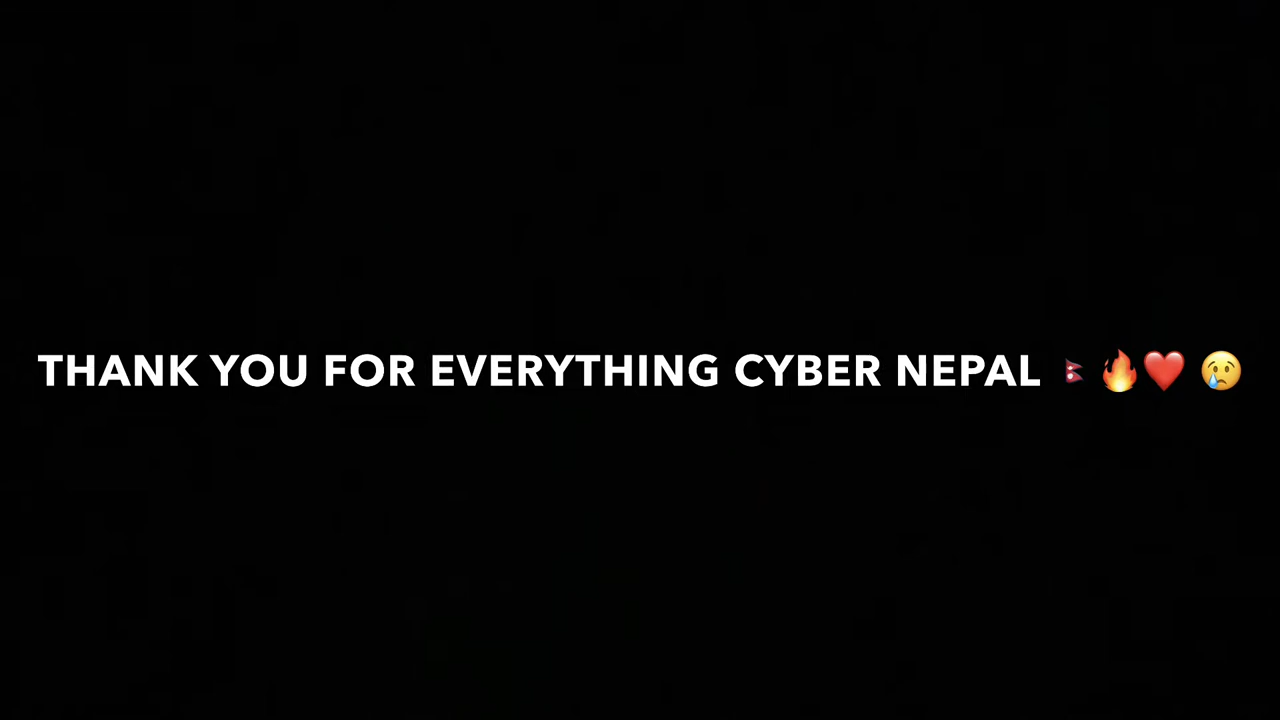 THANK YOU FOR EVERYTHING CYBER NEPAL 🇳🇵🔥❤️ 😢